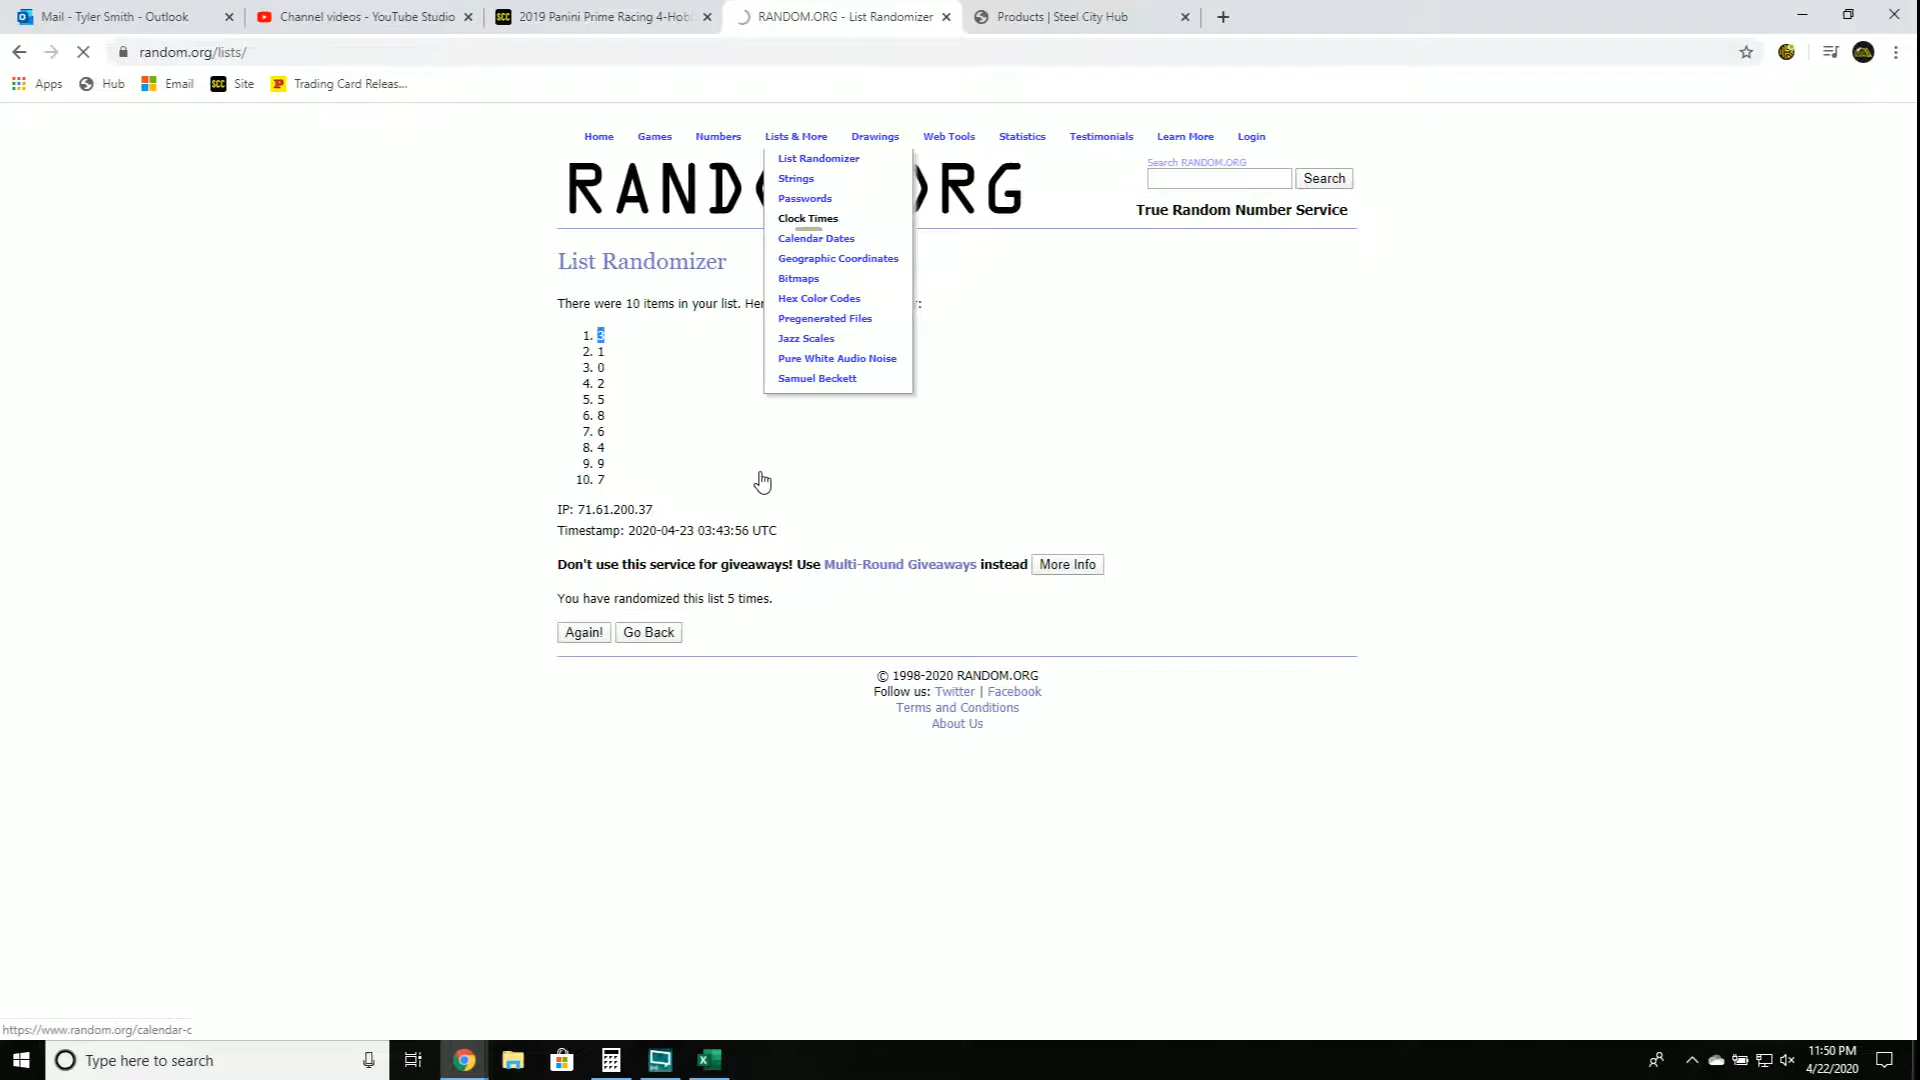 Mail - Tyler Smith - Outlook
Channel videos - YouTube Studio
SCC 2019 Panini Prime Racing 4-Hob
RANDOM.ORG - List Randomizer
Products | Steel City Hub
random.org/lists/
Apps Hub Email SCC Site Trading Card Releas...
Home Games Numbers Lists & More Drawings Web Tools Statistics Testimonials Learn More Login
List Randomizer
Strings
Passwords
Clock Times
Calendar Dates
Geographic Coordinates
Bitmaps
Hex Color Codes
Pregenerated Files
Jazz Scales
Pure White Audio Noise
Samuel Beckett
RAND RG
Search RANDOM.ORG
Search
True Random Number Service
List Randomizer
There were 10 items in your list. Her :
1. 3
2. 1
3. 0
4. 2
5. 5
6. 8
7. 6
8. 4
9. 9
10. 7
IP: 71.61.200.37
Timestamp: 2020-04-23 03:43:56 UTC
Don't use this service for giveaways! Use Multi-Round Giveaways instead More Info
You have randomized this list 5 times.
Again! Go Back
© 1998-2020 RANDOM.ORG
Follow us: Twitter | Facebook
Terms and Conditions
About Us
https://www.random.org/calendar-c
Type here to search
11:50 PM
4/22/2020